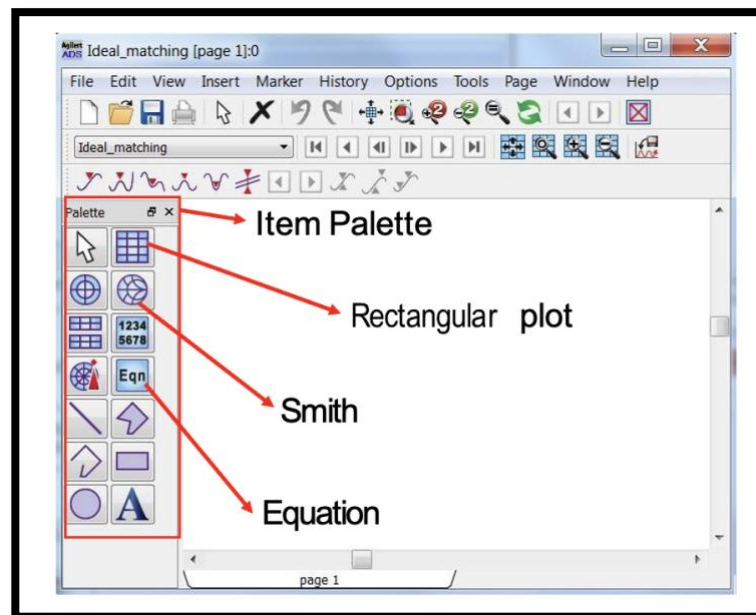 Agilent
ADS Ideal_matching [page 1]:0
File Edit View Insert Marker History Options Tools Page Window Help
Ideal_matching
Palette
Item Palette
Rectangular plot
1234
5678
Eqn
Smith
A
Equation
page 1